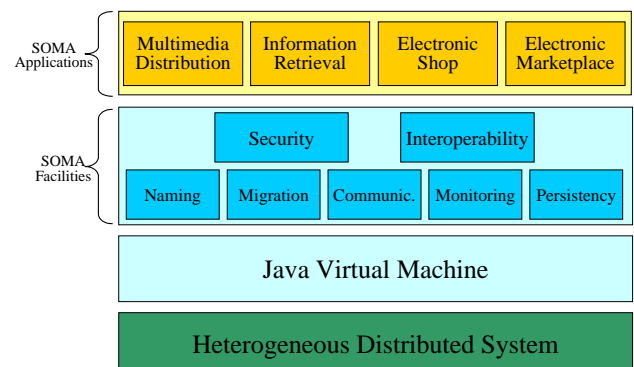 SOMA
Applications
Multimedia
Distribution
Information
Retrieval
Electronic
Shop
Electronic
Marketplace
SOMA
Facilities
Security
Interoperability
Naming
Migration
Communic.
Monitoring
Persistency
Java Virtual Machine
Heterogeneous Distributed System